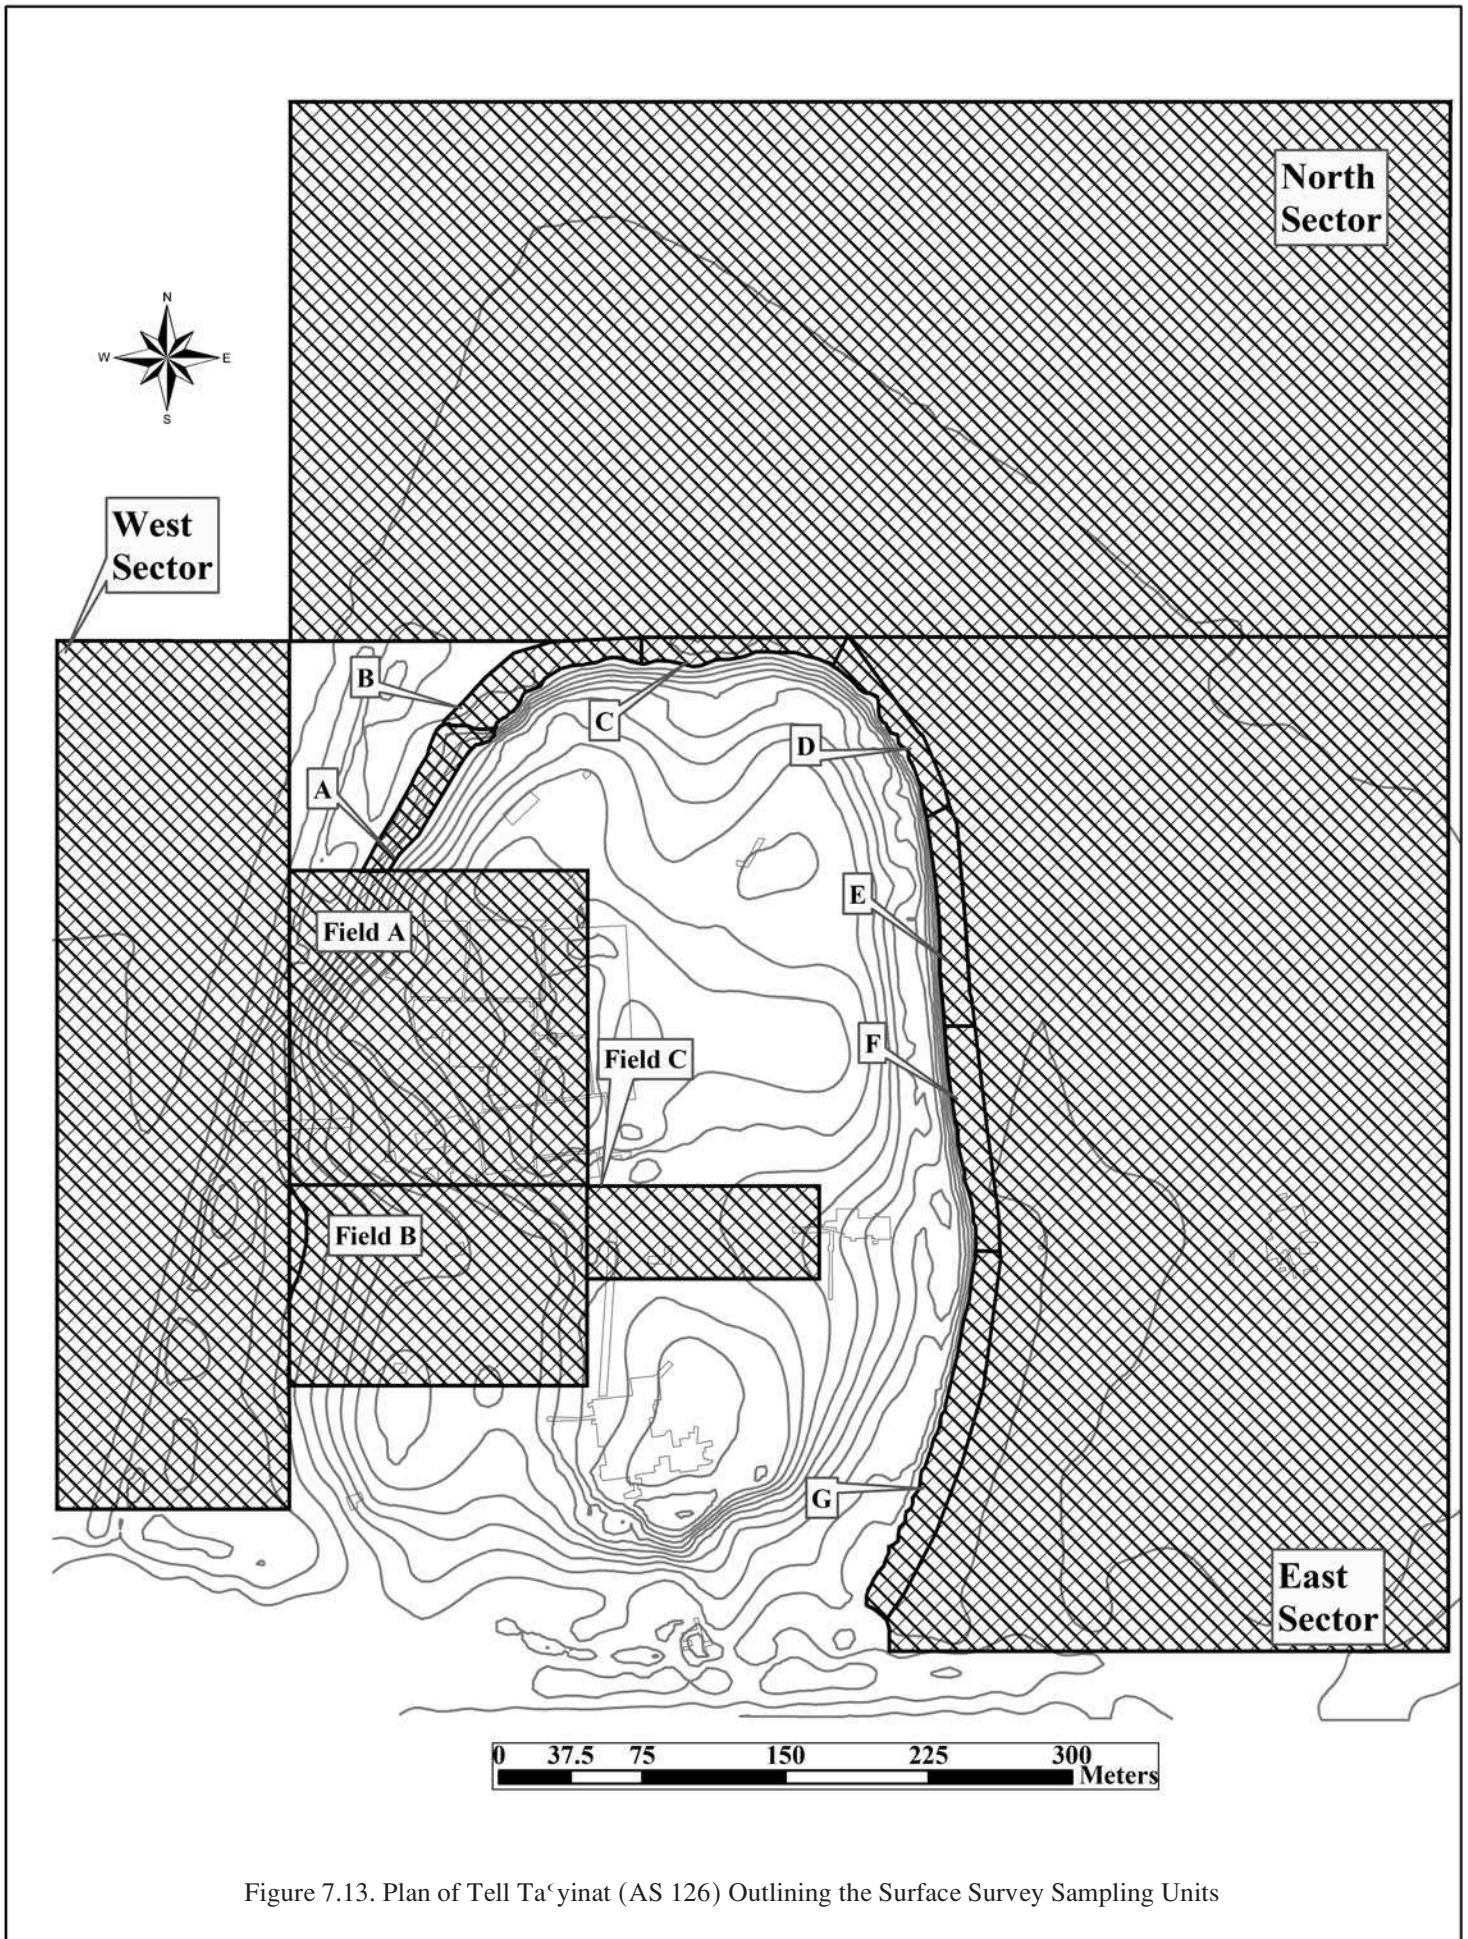 North
Sector
N
W
E
S
West
Sector
B
C
D
A
E
Field A
F
Field C
Field B
G
East
Sector
0 37.5 75 150 225 300
Meters
Figure 7.13. Plan of Tell Taʿyinat (AS 126) Outlining the Surface Survey Sampling Units